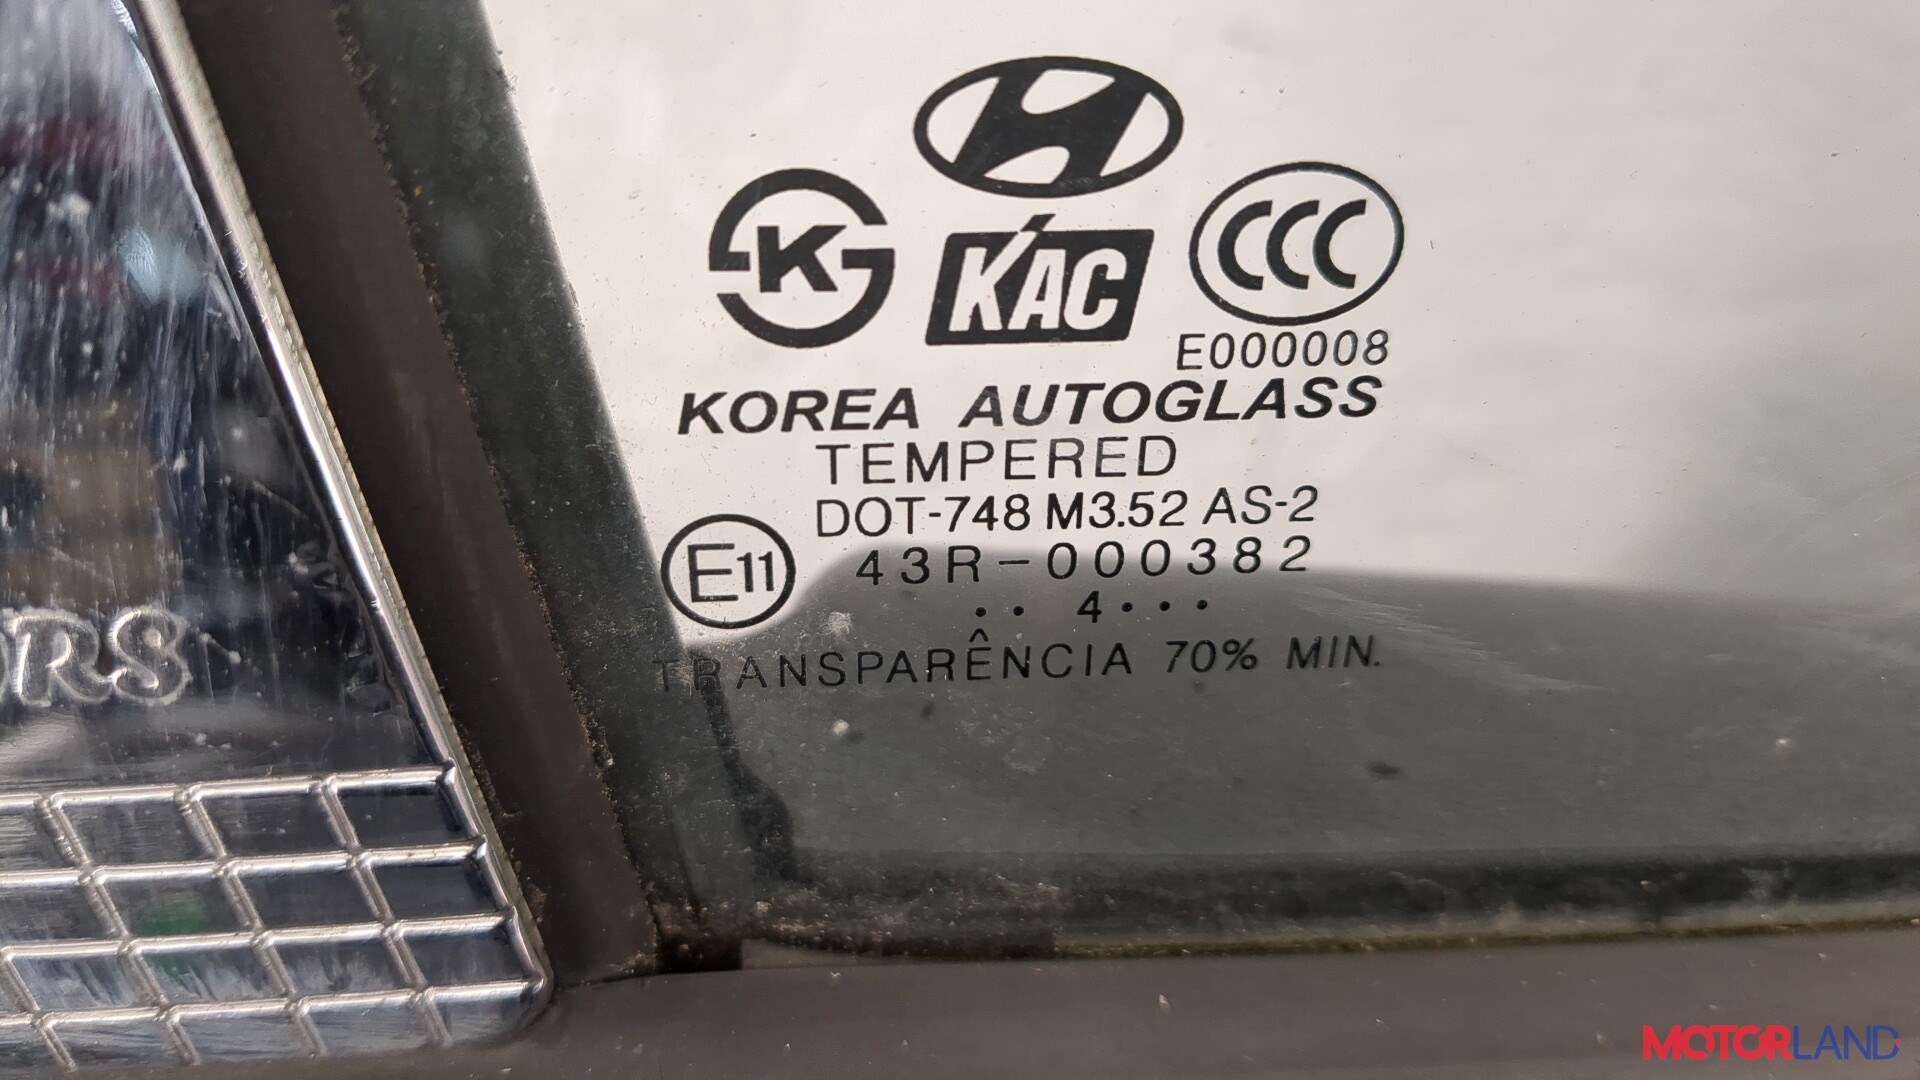 K
KAC
CCC
E000008
KOREA AUTOGLASS
TEMPERED
DOT-748 M3.52 AS-2
E11 43R-000382
•• 4•••
TRANSPARÊNCIA 70% MIN.
ORS
MOTORLAND